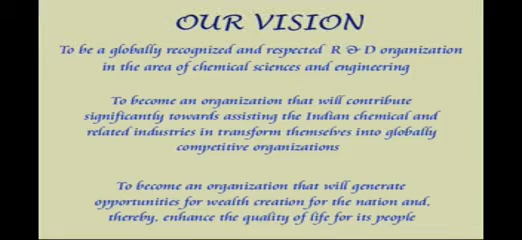 OUR VISION
To be a globally recognized and respected R & D organization
in the area of chemical sciences and engineering
To become an organization that will contribute
significantly towards assisting the Indian chemical and
related industries in transform themselves into globally
competitive organizations
To become an organization that will generate
opportunities for wealth creation for the nation and,
thereby, enhance the quality of life for its people